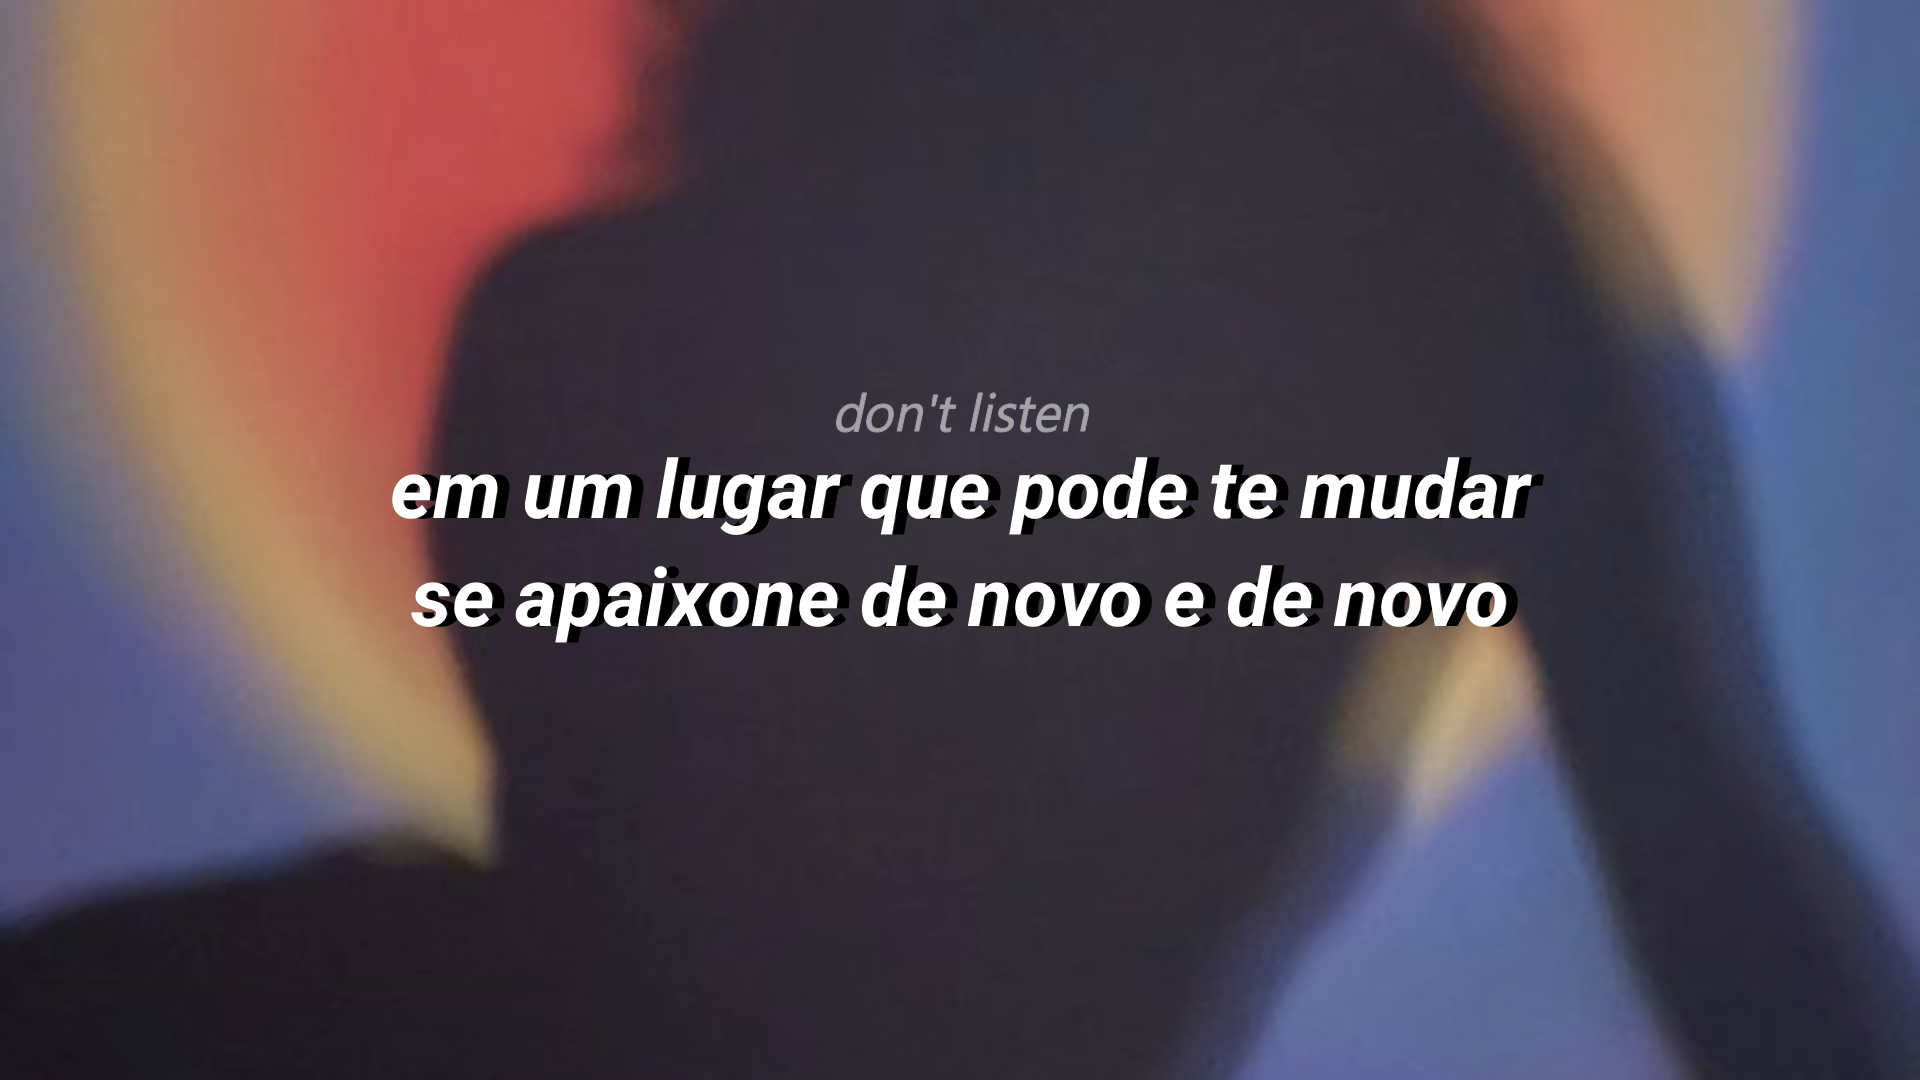 don't listen
em um lugar que pode te mudar
se apaixone de novo e de novo